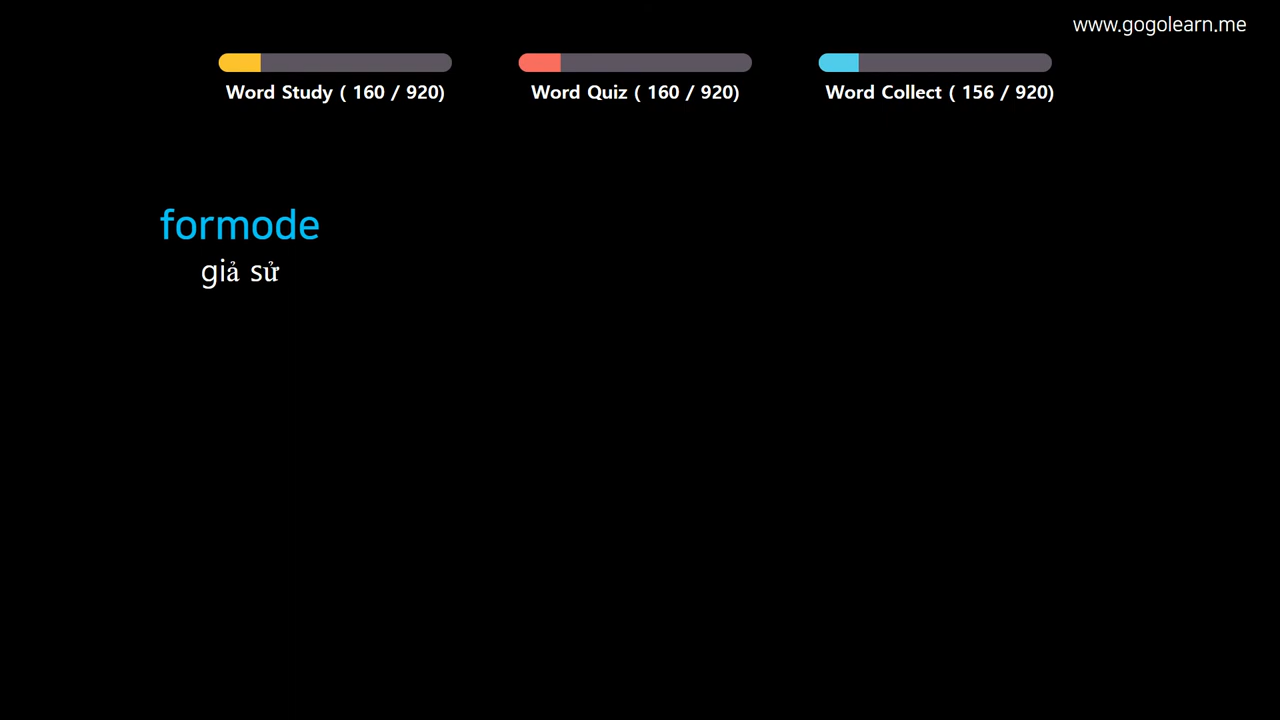 www.gogolearn.me
Word Study ( 160 / 920)
Word Quiz ( 160 / 920)
Word Collect ( 156 / 920)
formode
giả sử